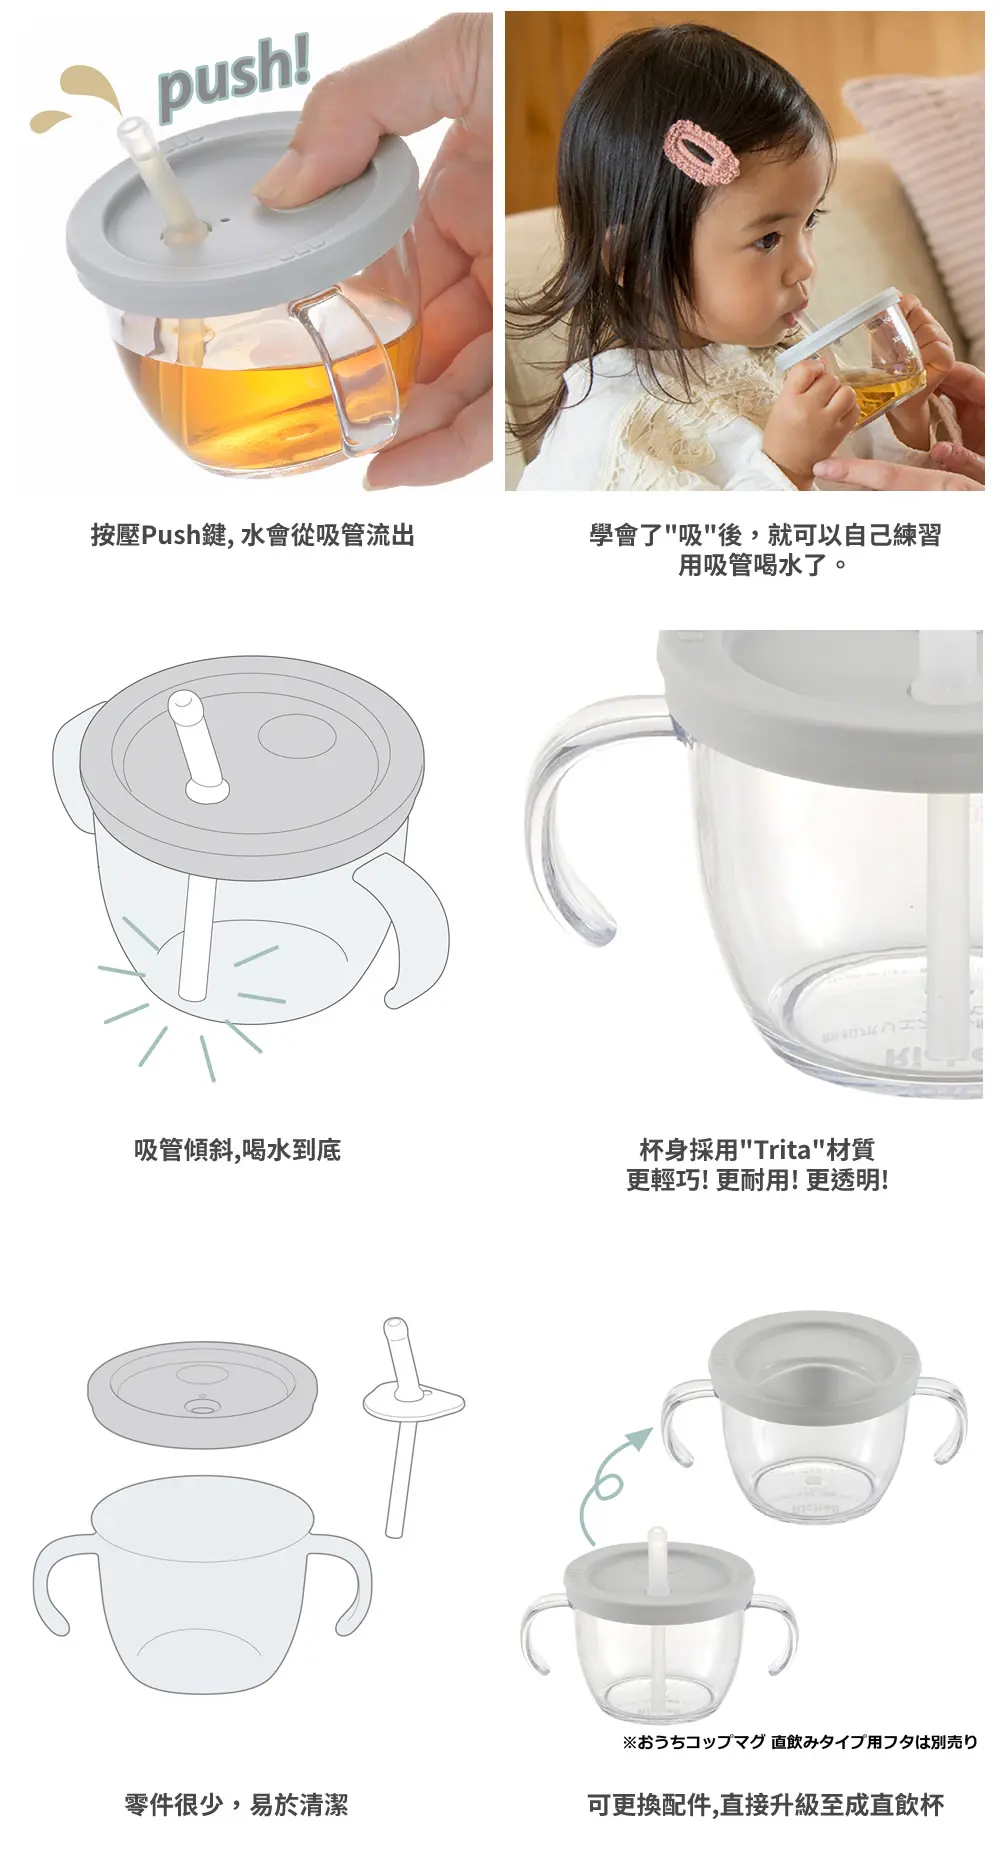 push!
按壓Push鍵, 水會從吸管流出
學會了"吸"後，就可以自己練習
用吸管喝水了。
吸管傾斜,喝水到底
杯身採用"Trita"材質
更輕巧! 更耐用! 更透明!
※おうちコップマグ 直飲みタイプ用フタは別売り
零件很少，易於清潔
可更換配件,直接升級至成直飲杯